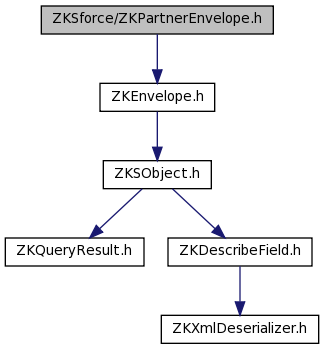 ZKSforce/ZKPartnerEnvelope.h
ZKEnvelope.h
ZKSObject.h
ZKQueryResult.h
ZKDescribeField.h
ZKXmlDeserializer.h